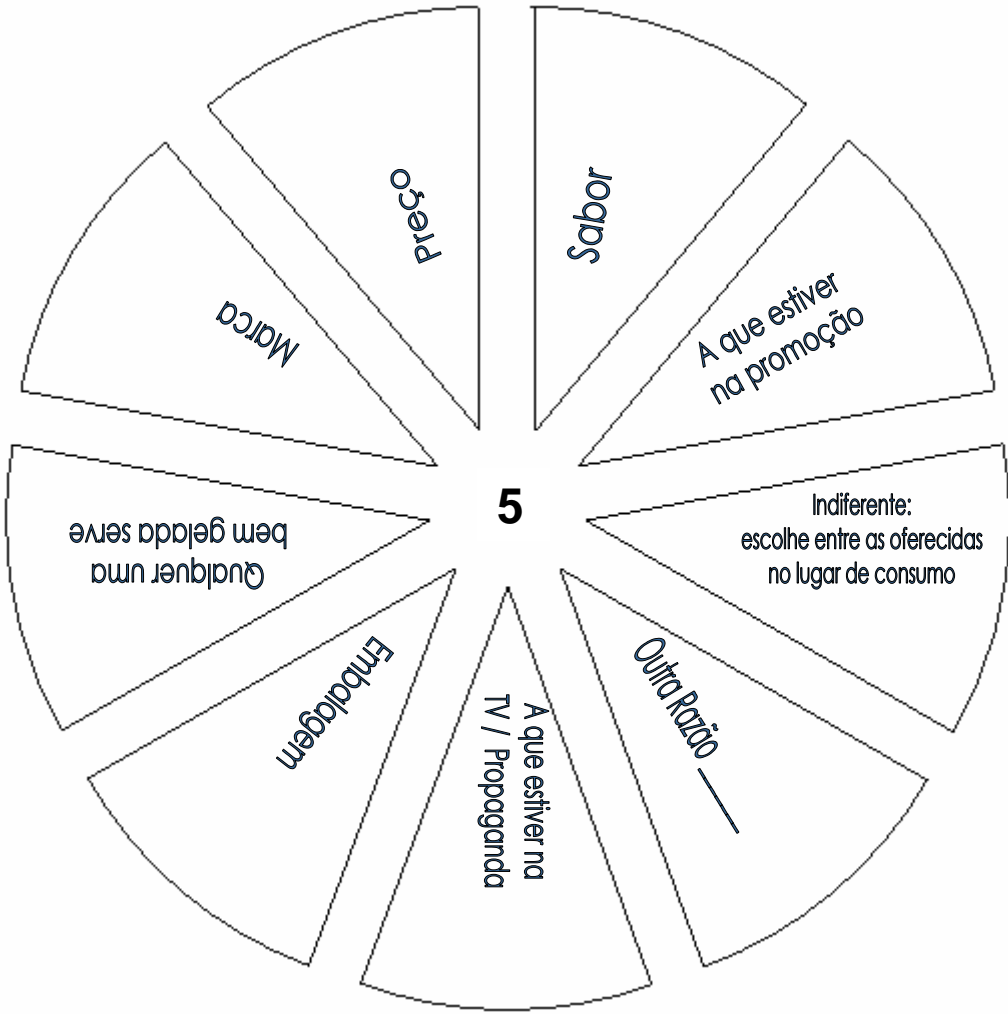 Sabor
A que estiver
na promoção
Indiferente:
escolhe entre as oferecidas
no lugar de consumo
Outra Razão ____
A que estiver na
TV / Propaganda
Embalagem
Qualquer uma
bem gelada serve
Marca
Preço
5